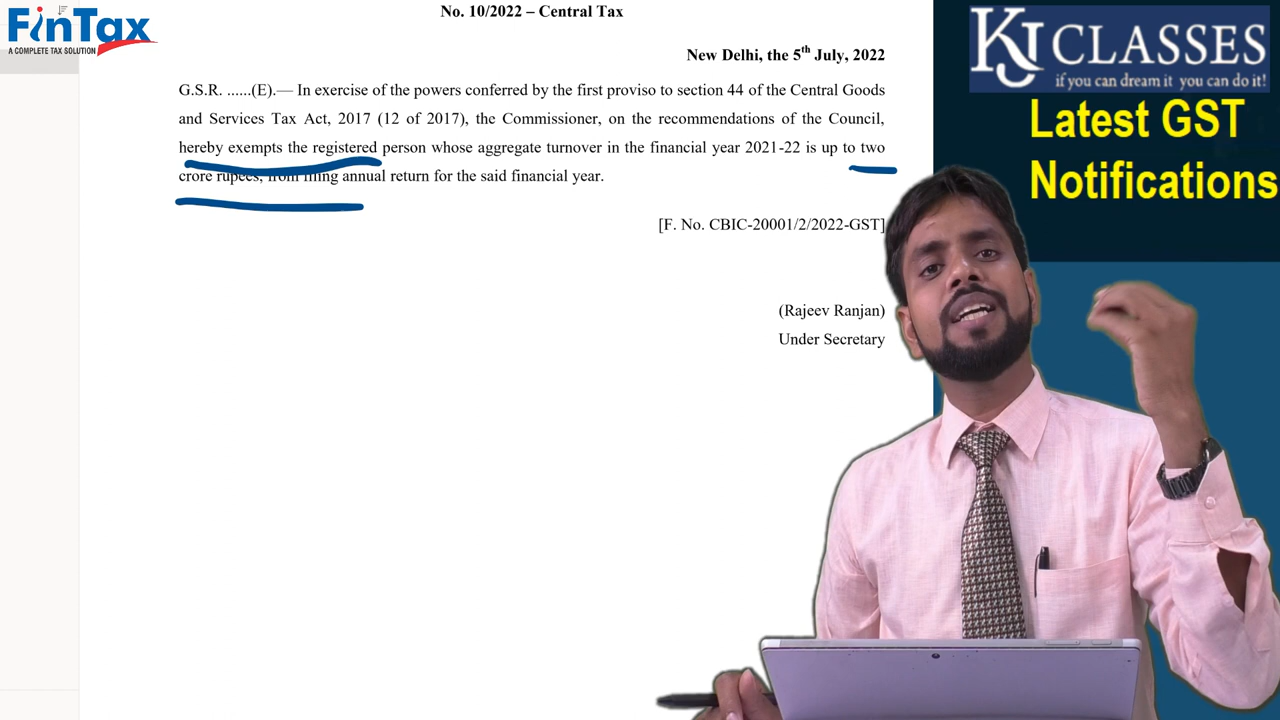 FinTax
A COMPLETE TAX SOLUTION
No. 10/2022 – Central Tax
New Delhi, the 5th July, 2022
G.S.R. ......(E).— In exercise of the powers conferred by the first proviso to section 44 of the Central Goods
and Services Tax Act, 2017 (12 of 2017), the Commissioner, on the recommendations of the Council,
hereby exempts the registered person whose aggregate turnover in the financial year 2021-22 is up to two
crore rupees, from filing annual return for the said financial year.
[F. No. CBIC-20001/2/2022-GST]
(Rajeev Ranjan)
Under Secretary
KJ CLASSES
if you can dream it you can do it!
Latest GST
Notifications